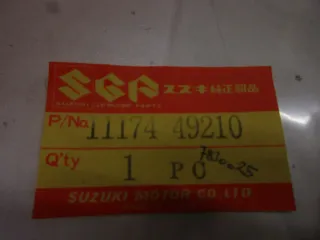 SGP スズキ純正部品
SUZUKI GENUINE PARTS
P/No. 11174 49210
Q'ty 1 PC
SUZUKI MOTOR CO.,LTD